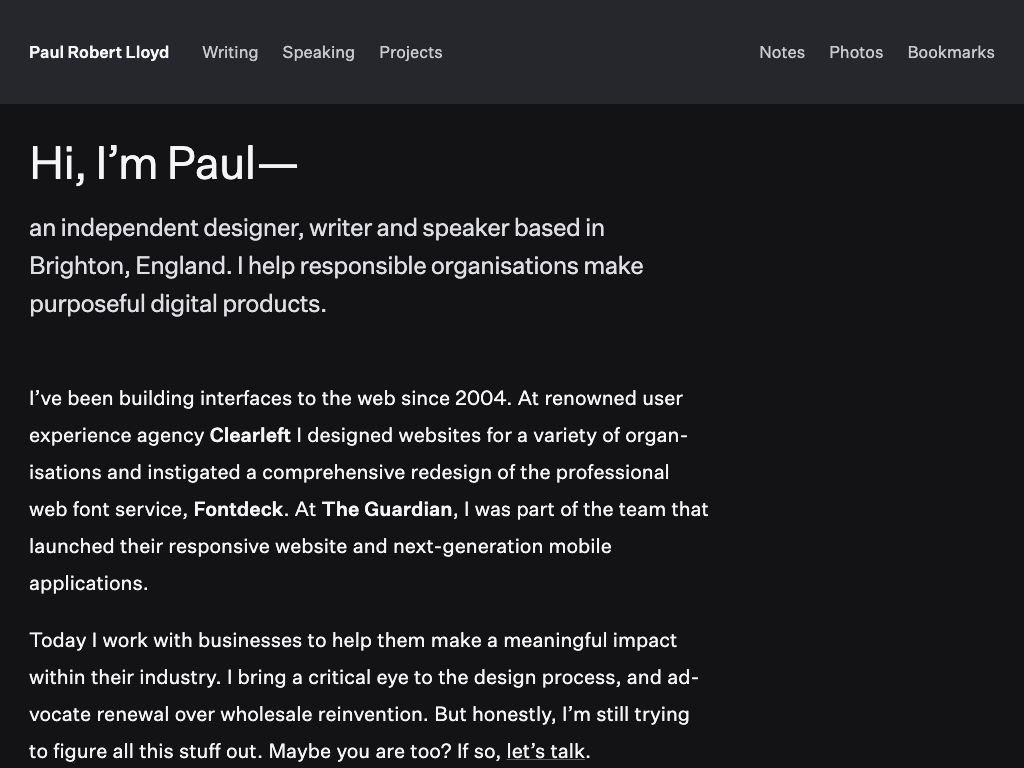 Paul Robert Lloyd Writing Speaking Projects Notes Photos Bookmarks
Hi, I’m Paul—
an independent designer, writer and speaker based in
Brighton, England. I help responsible organisations make
purposeful digital products.
I’ve been building interfaces to the web since 2004. At renowned user
experience agency Clearleft I designed websites for a variety of organ-
isations and instigated a comprehensive redesign of the professional
web font service, Fontdeck. At The Guardian, I was part of the team that
launched their responsive website and next-generation mobile
applications.
Today I work with businesses to help them make a meaningful impact
within their industry. I bring a critical eye to the design process, and ad-
vocate renewal over wholesale reinvention. But honestly, I’m still trying
to figure all this stuff out. Maybe you are too? If so, let’s talk.